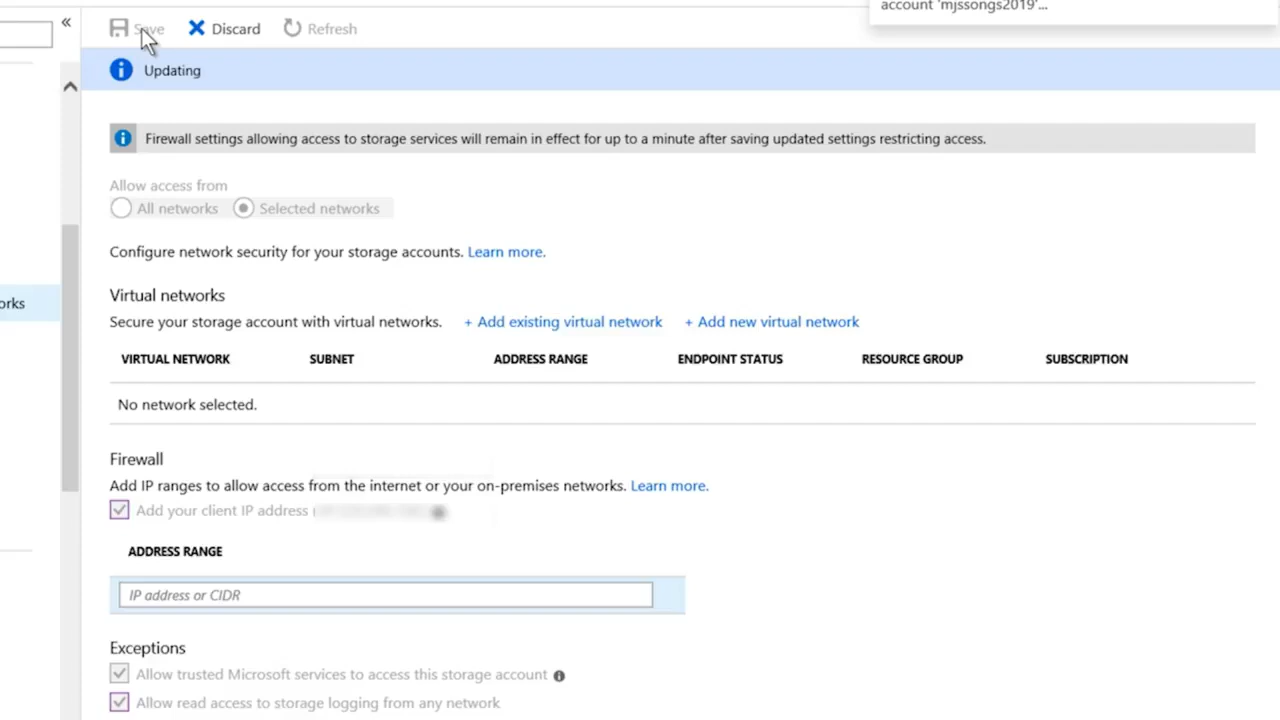 account 'mjssongs2019'...
«
Save Discard Refresh
Updating
Firewall settings allowing access to storage services will remain in effect for up to a minute after saving updated settings restricting access.
Allow access from
All networks Selected networks
Configure network security for your storage accounts. Learn more.
orks
Virtual networks
Secure your storage account with virtual networks. + Add existing virtual network + Add new virtual network
VIRTUAL NETWORK SUBNET ADDRESS RANGE ENDPOINT STATUS RESOURCE GROUP SUBSCRIPTION
No network selected.
Firewall
Add IP ranges to allow access from the internet or your on-premises networks. Learn more.
Add your client IP address (
ADDRESS RANGE
IP address or CIDR
Exceptions
Allow trusted Microsoft services to access this storage account
Allow read access to storage logging from any network